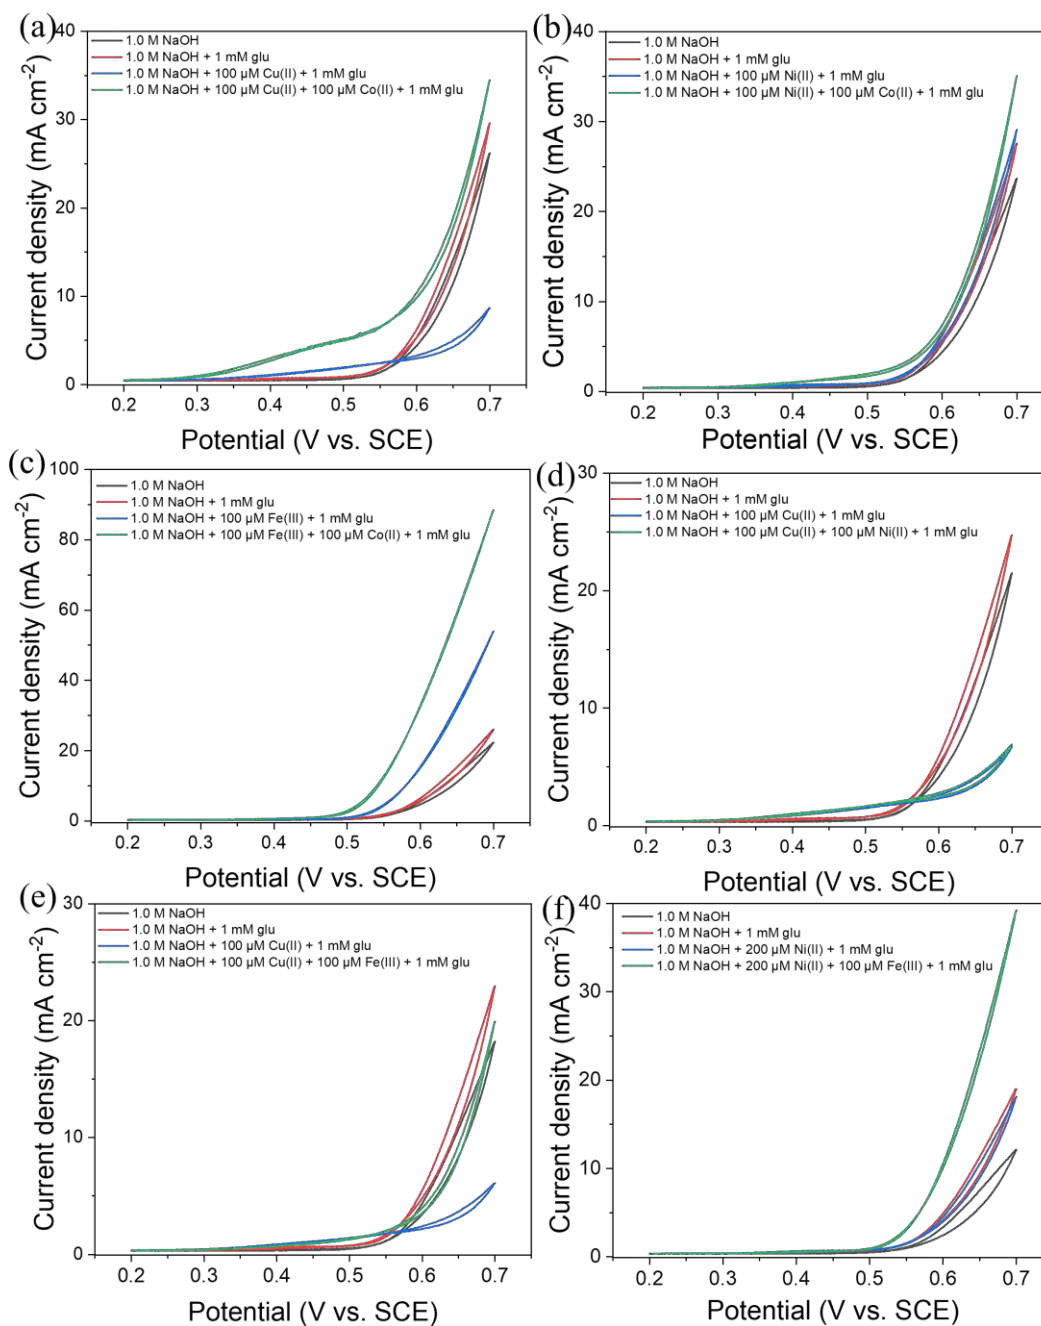 (a)
40
30
20
10
0
Current density (mA cm⁻²)
1.0 M NaOH
1.0 M NaOH + 1 mM glu
1.0 M NaOH + 100 µM Cu(II) + 1 mM glu
1.0 M NaOH + 100 µM Cu(II) + 100 µM Co(II) + 1 mM glu
0.2 0.3 0.4 0.5 0.6 0.7
Potential (V vs. SCE)
(b)
40
30
20
10
0
Current density (mA cm⁻²)
1.0 M NaOH
1.0 M NaOH + 1 mM glu
1.0 M NaOH + 100 µM Ni(II) + 1 mM glu
1.0 M NaOH + 100 µM Ni(II) + 100 µM Co(II) + 1 mM glu
0.2 0.3 0.4 0.5 0.6 0.7
Potential (V vs. SCE)
(c)
100
80
60
40
20
0
Current density (mA cm⁻²)
1.0 M NaOH
1.0 M NaOH + 1 mM glu
1.0 M NaOH + 100 µM Fe(III) + 1 mM glu
1.0 M NaOH + 100 µM Fe(III) + 100 µM Co(II) + 1 mM glu
0.2 0.3 0.4 0.5 0.6 0.7
Potential (V vs. SCE)
(d)
30
20
10
0
Current density (mA cm⁻²)
1.0 M NaOH
1.0 M NaOH + 1 mM glu
1.0 M NaOH + 100 µM Cu(II) + 1 mM glu
1.0 M NaOH + 100 µM Cu(II) + 100 µM Ni(II) + 1 mM glu
0.2 0.3 0.4 0.5 0.6 0.7
Potential (V vs. SCE)
(e)
30
20
10
0
Current density (mA cm⁻²)
1.0 M NaOH
1.0 M NaOH + 1 mM glu
1.0 M NaOH + 100 µM Cu(II) + 1 mM glu
1.0 M NaOH + 100 µM Cu(II) + 100 µM Fe(III) + 1 mM glu
0.2 0.3 0.4 0.5 0.6 0.7
Potential (V vs. SCE)
(f)
40
30
20
10
0
Current density (mA cm⁻²)
1.0 M NaOH
1.0 M NaOH + 1 mM glu
1.0 M NaOH + 200 µM Ni(II) + 1 mM glu
1.0 M NaOH + 200 µM Ni(II) + 100 µM Fe(III) + 1 mM glu
0.2 0.3 0.4 0.5 0.6 0.7
Potential (V vs. SCE)